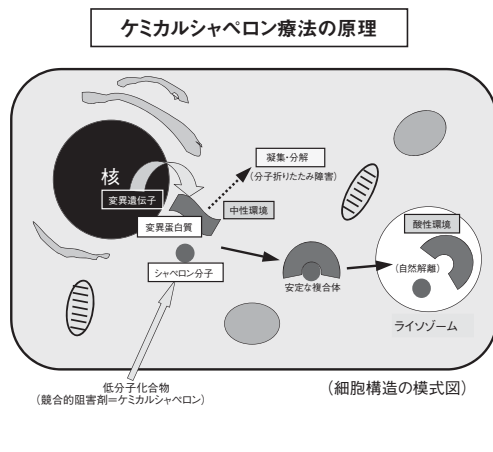 ケミカルシャペロン療法の原理
核
変異遺伝子
凝集・分解
(分子折りたたみ障害)
中性環境
変異蛋白質
シャペロン分子
安定な複合体
酸性環境
(自然解離)
ライソゾーム
低分子化合物
(競合的阻害剤=ケミカルシャペロン)
(細胞構造の模式図)